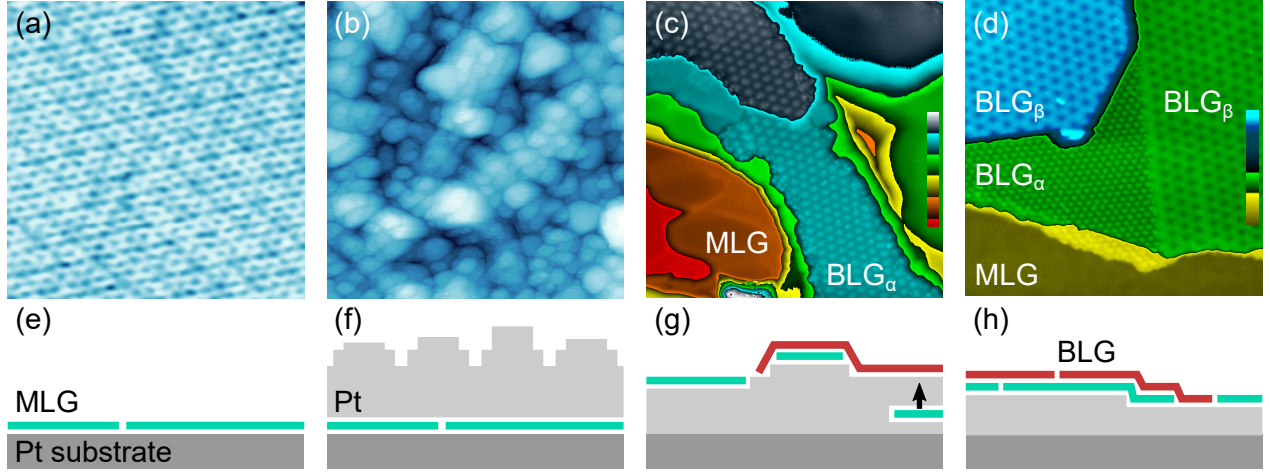 (a)
(b)
(c)
(d)
BLGβ
BLGβ
BLGα
MLG
BLGα
MLG
(e)
(f)
(g)
(h)
MLG
Pt
BLG
Pt substrate